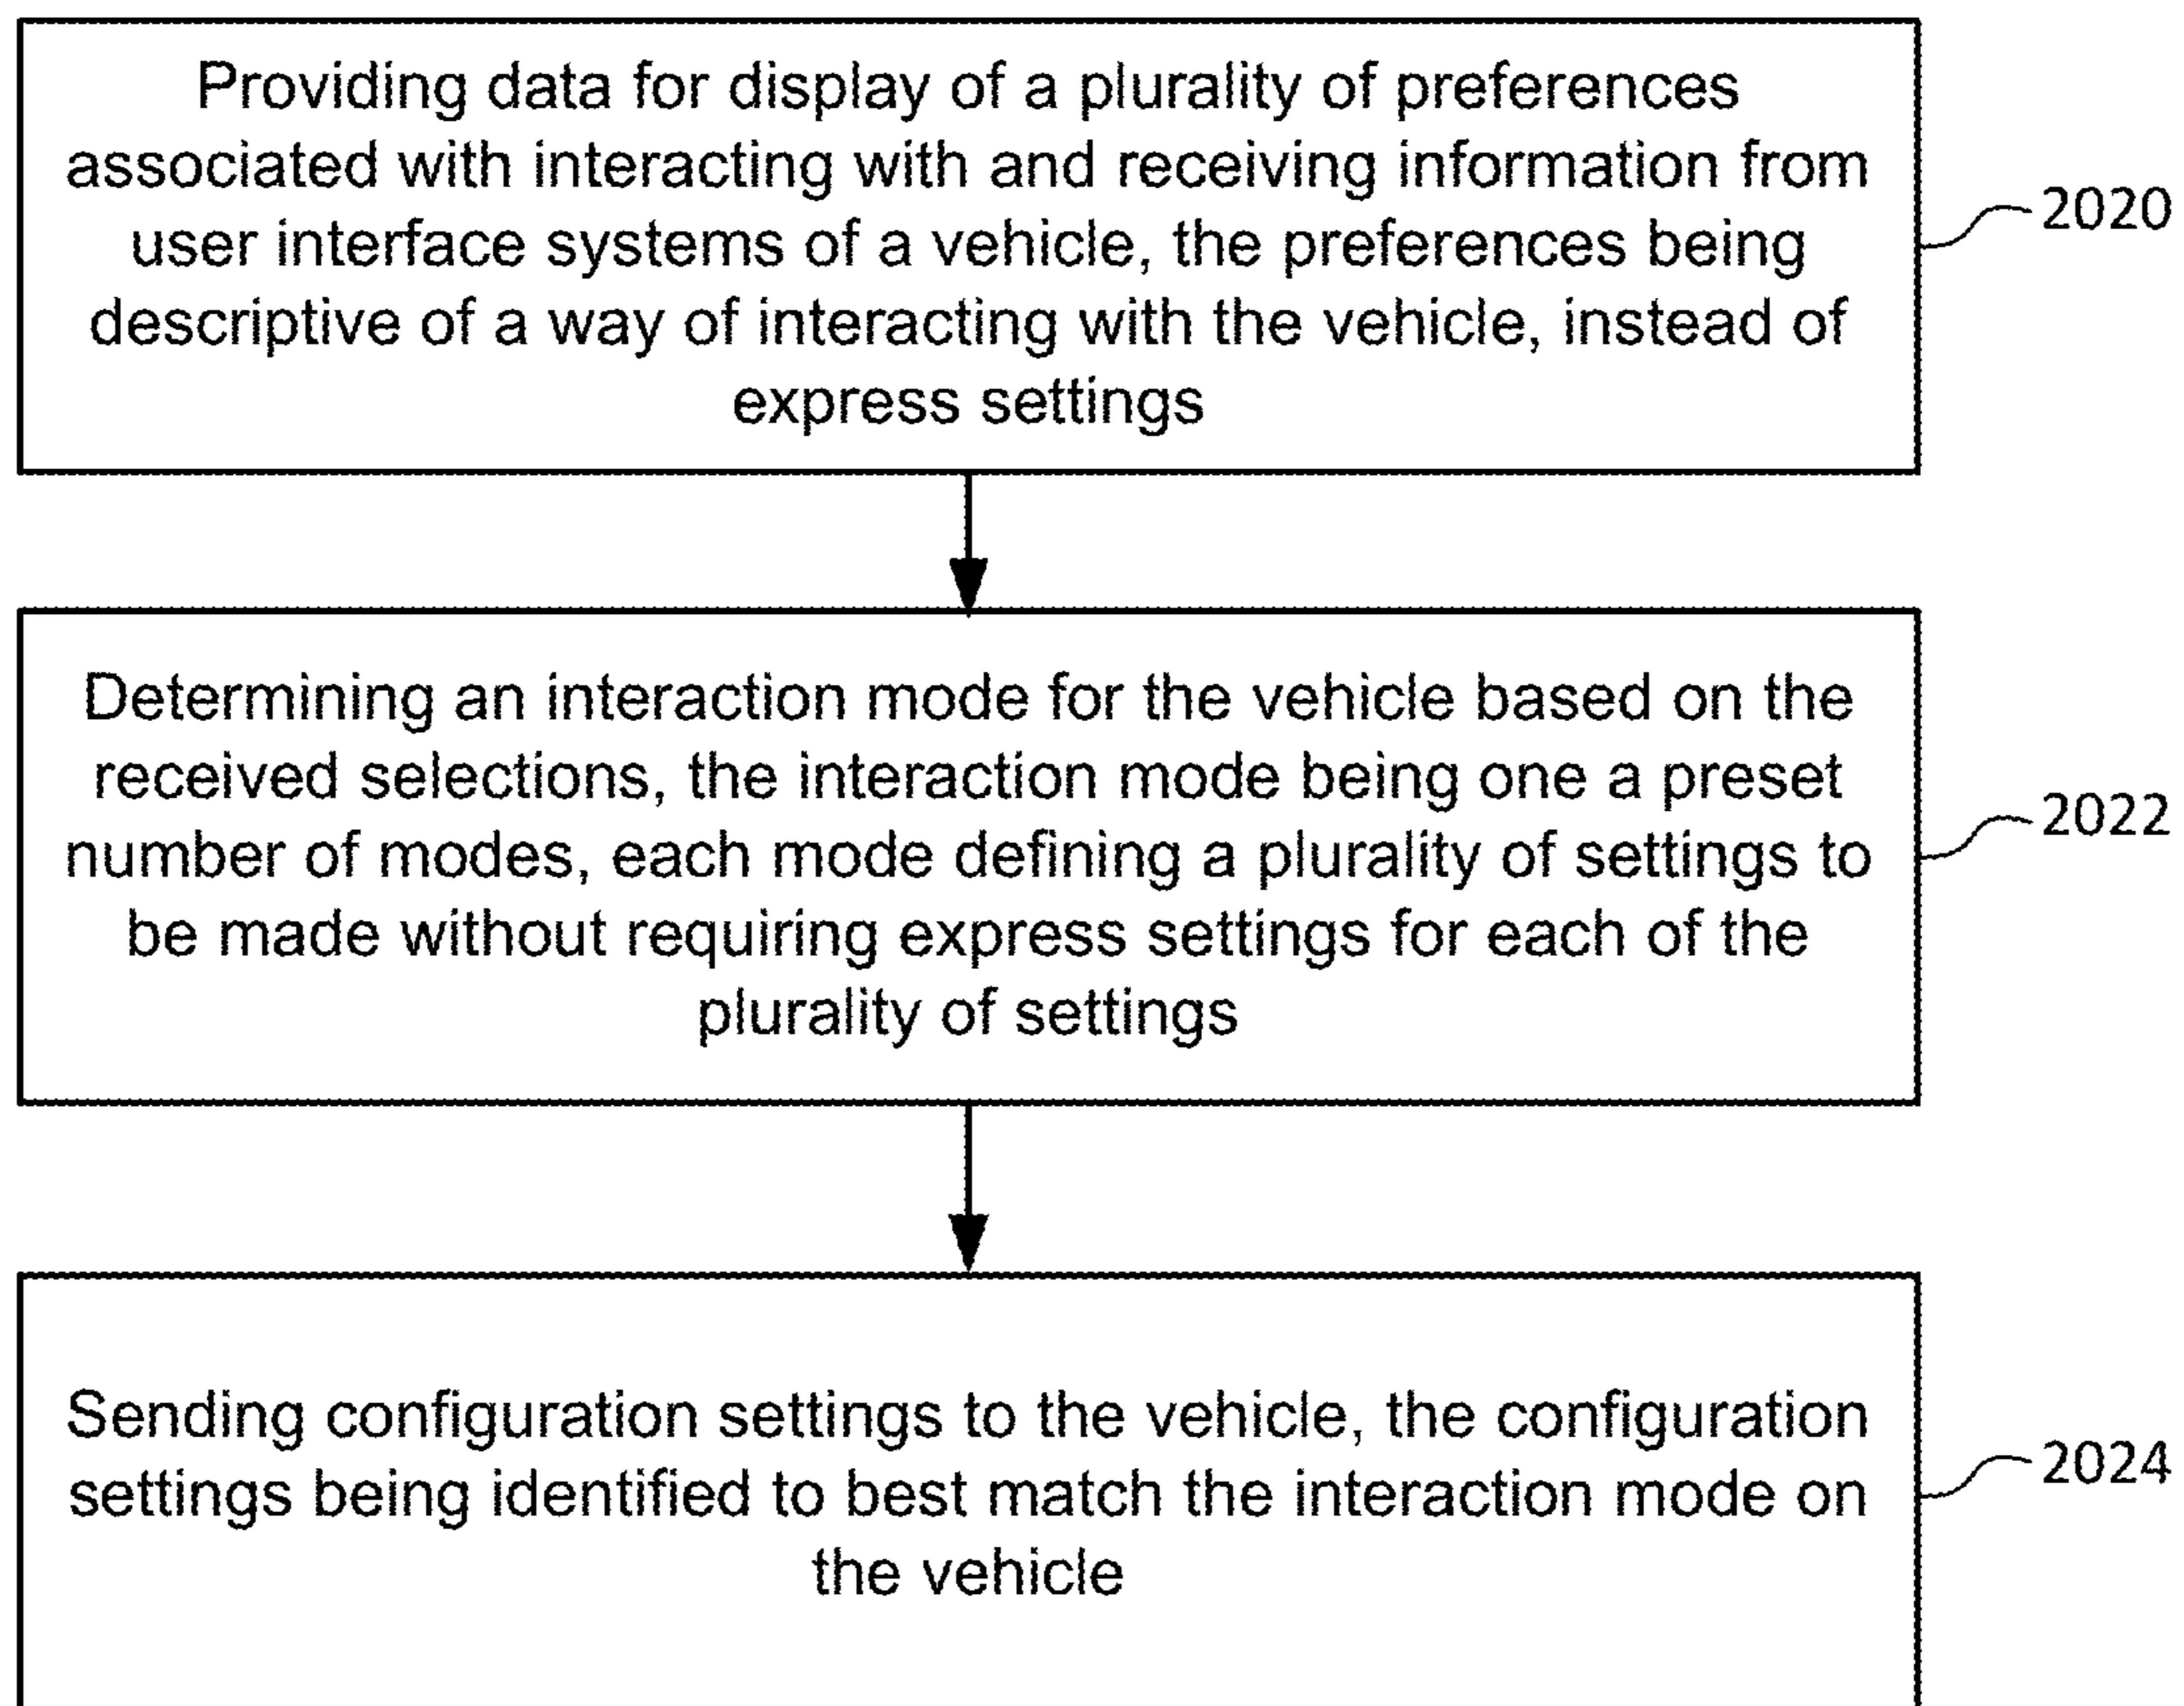 Providing data for display of a plurality of preferences
associated with interacting with and receiving information from
user interface systems of a vehicle, the preferences being
descriptive of a way of interacting with the vehicle, instead of
express settings
2020
Determining an interaction mode for the vehicle based on the
received selections, the interaction mode being one a preset
number of modes, each mode defining a plurality of settings to
be made without requiring express settings for each of the
plurality of settings
2022
Sending configuration settings to the vehicle, the configuration
settings being identified to best match the interaction mode on
the vehicle
2024